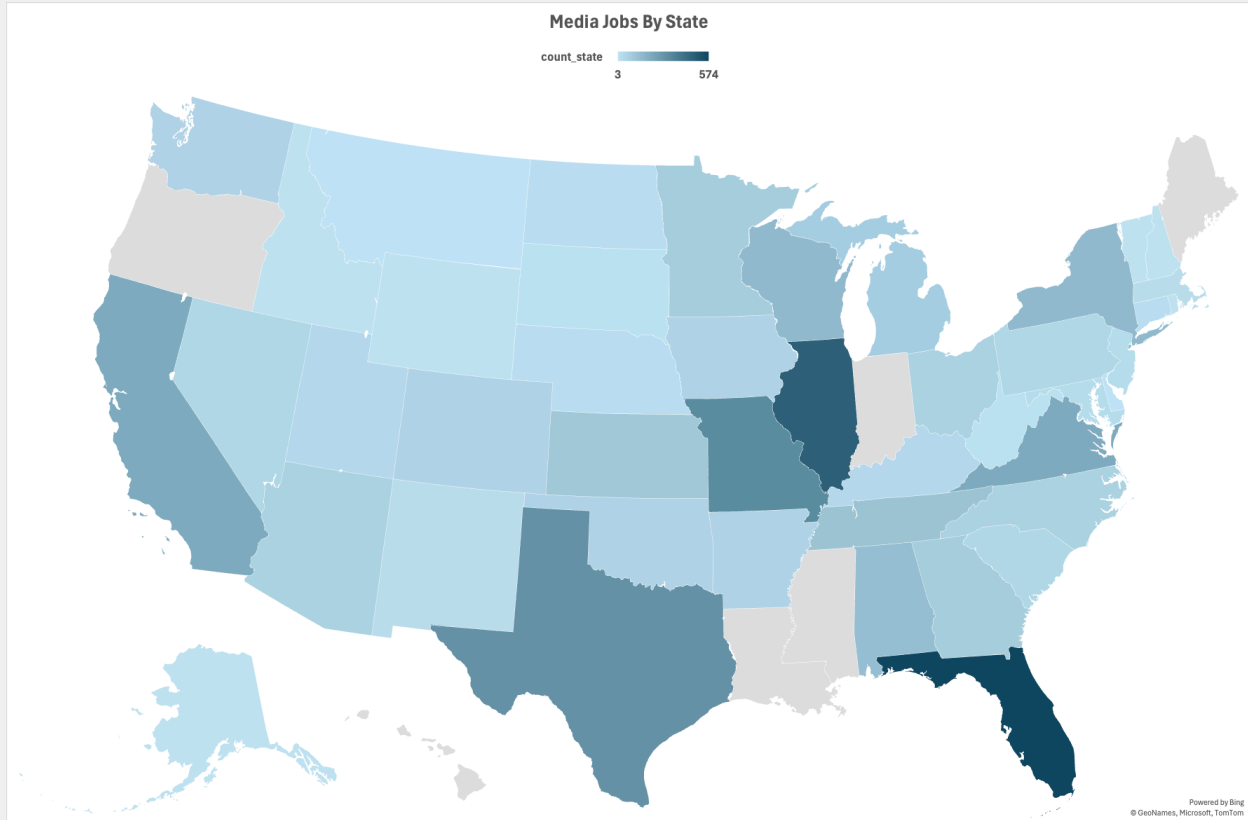 Media Jobs By State
count_state
3 574
Powered by Bing
© GeoNames, Microsoft, TomTom